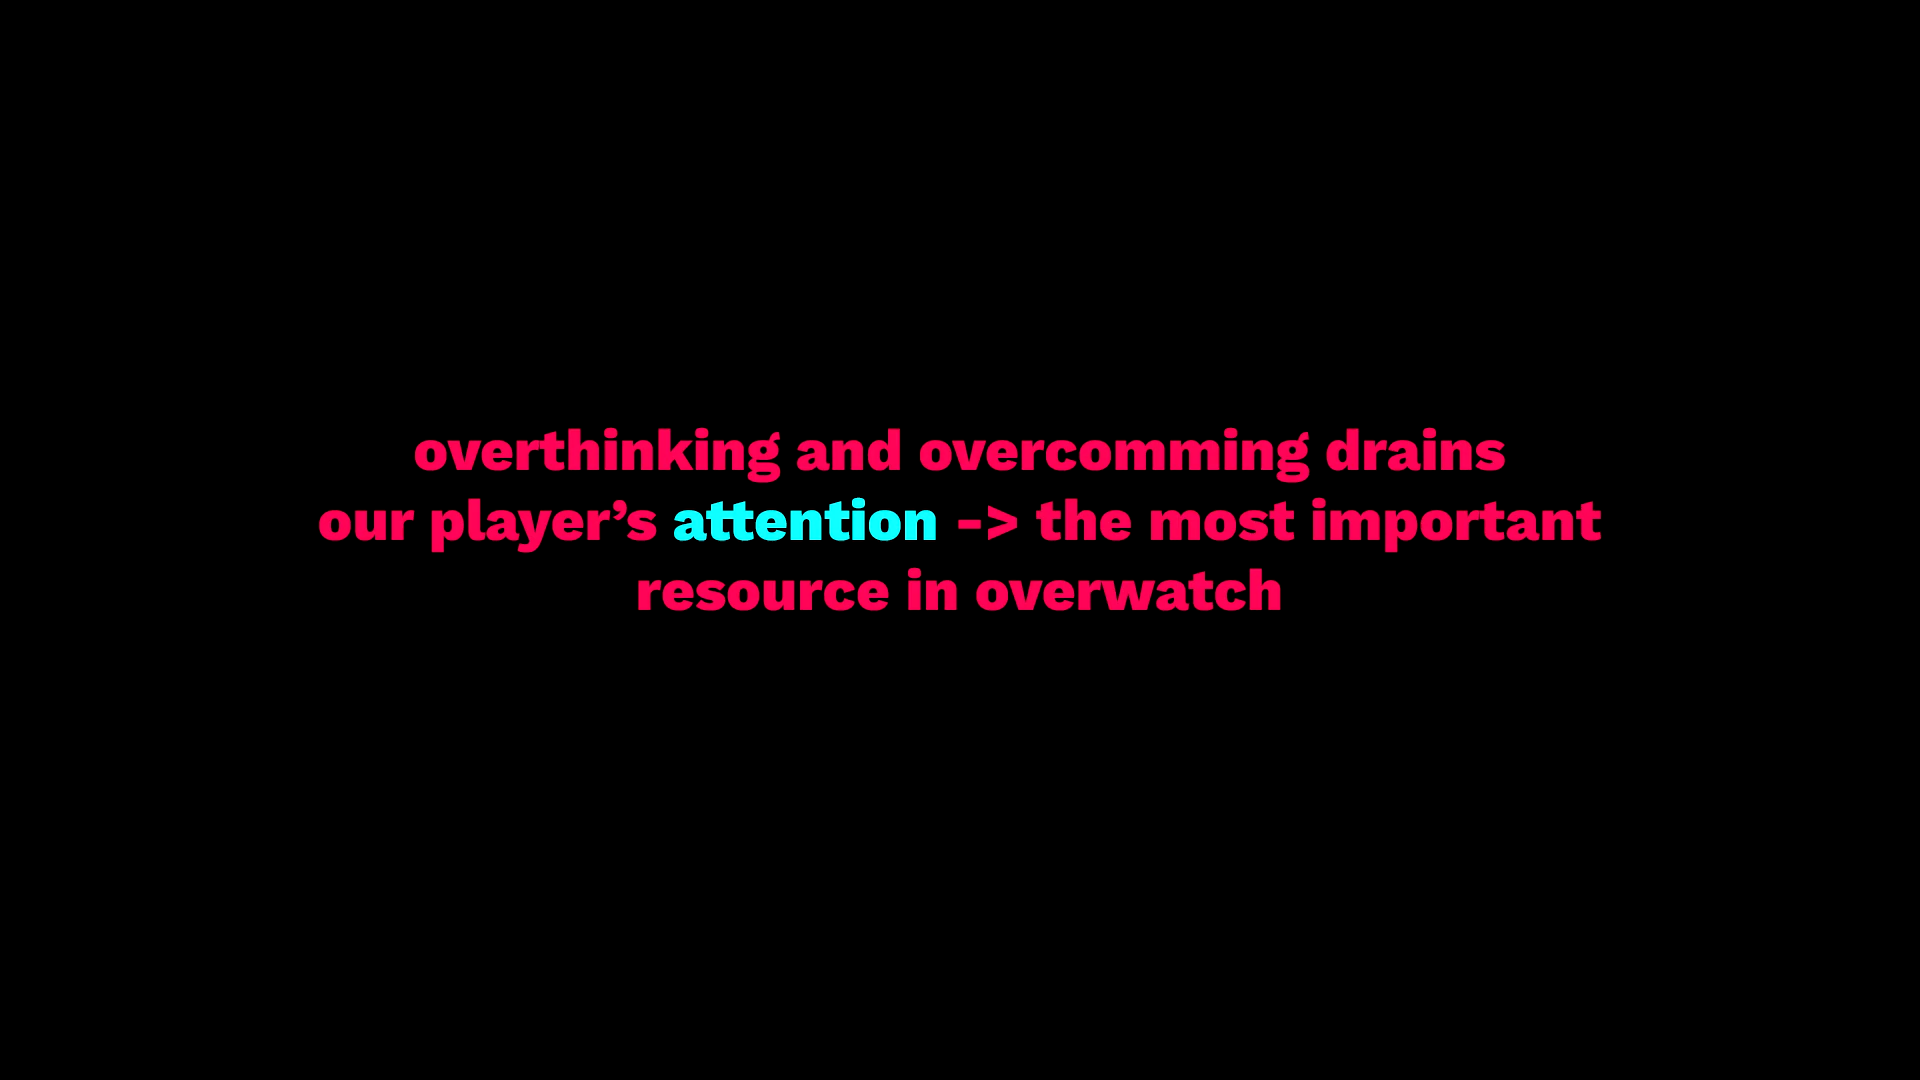 overthinking and overcomming drains
our player’s attention -> the most important
resource in overwatch